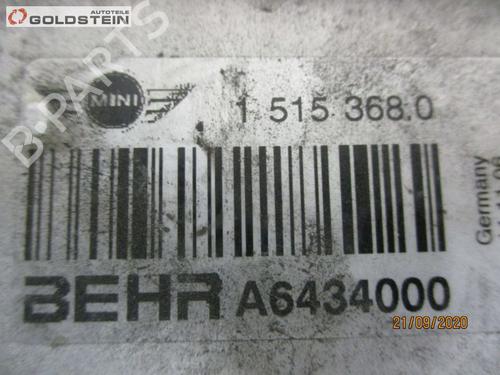 Autoteile
GOLDSTEIN
MINI
1 515 368.0
B-PARTS
Germany
BEHR A6434000
21/09/2020